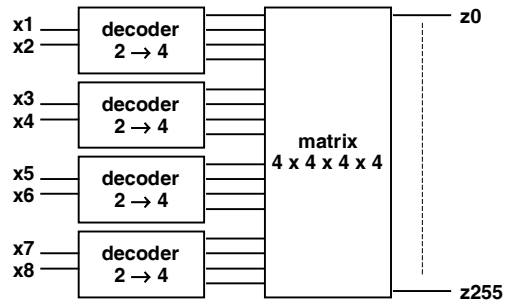 x1
x2
decoder
2 → 4
x3
x4
decoder
2 → 4
x5
x6
decoder
2 → 4
x7
x8
decoder
2 → 4
matrix
4 x 4 x 4 x 4
z0
z255